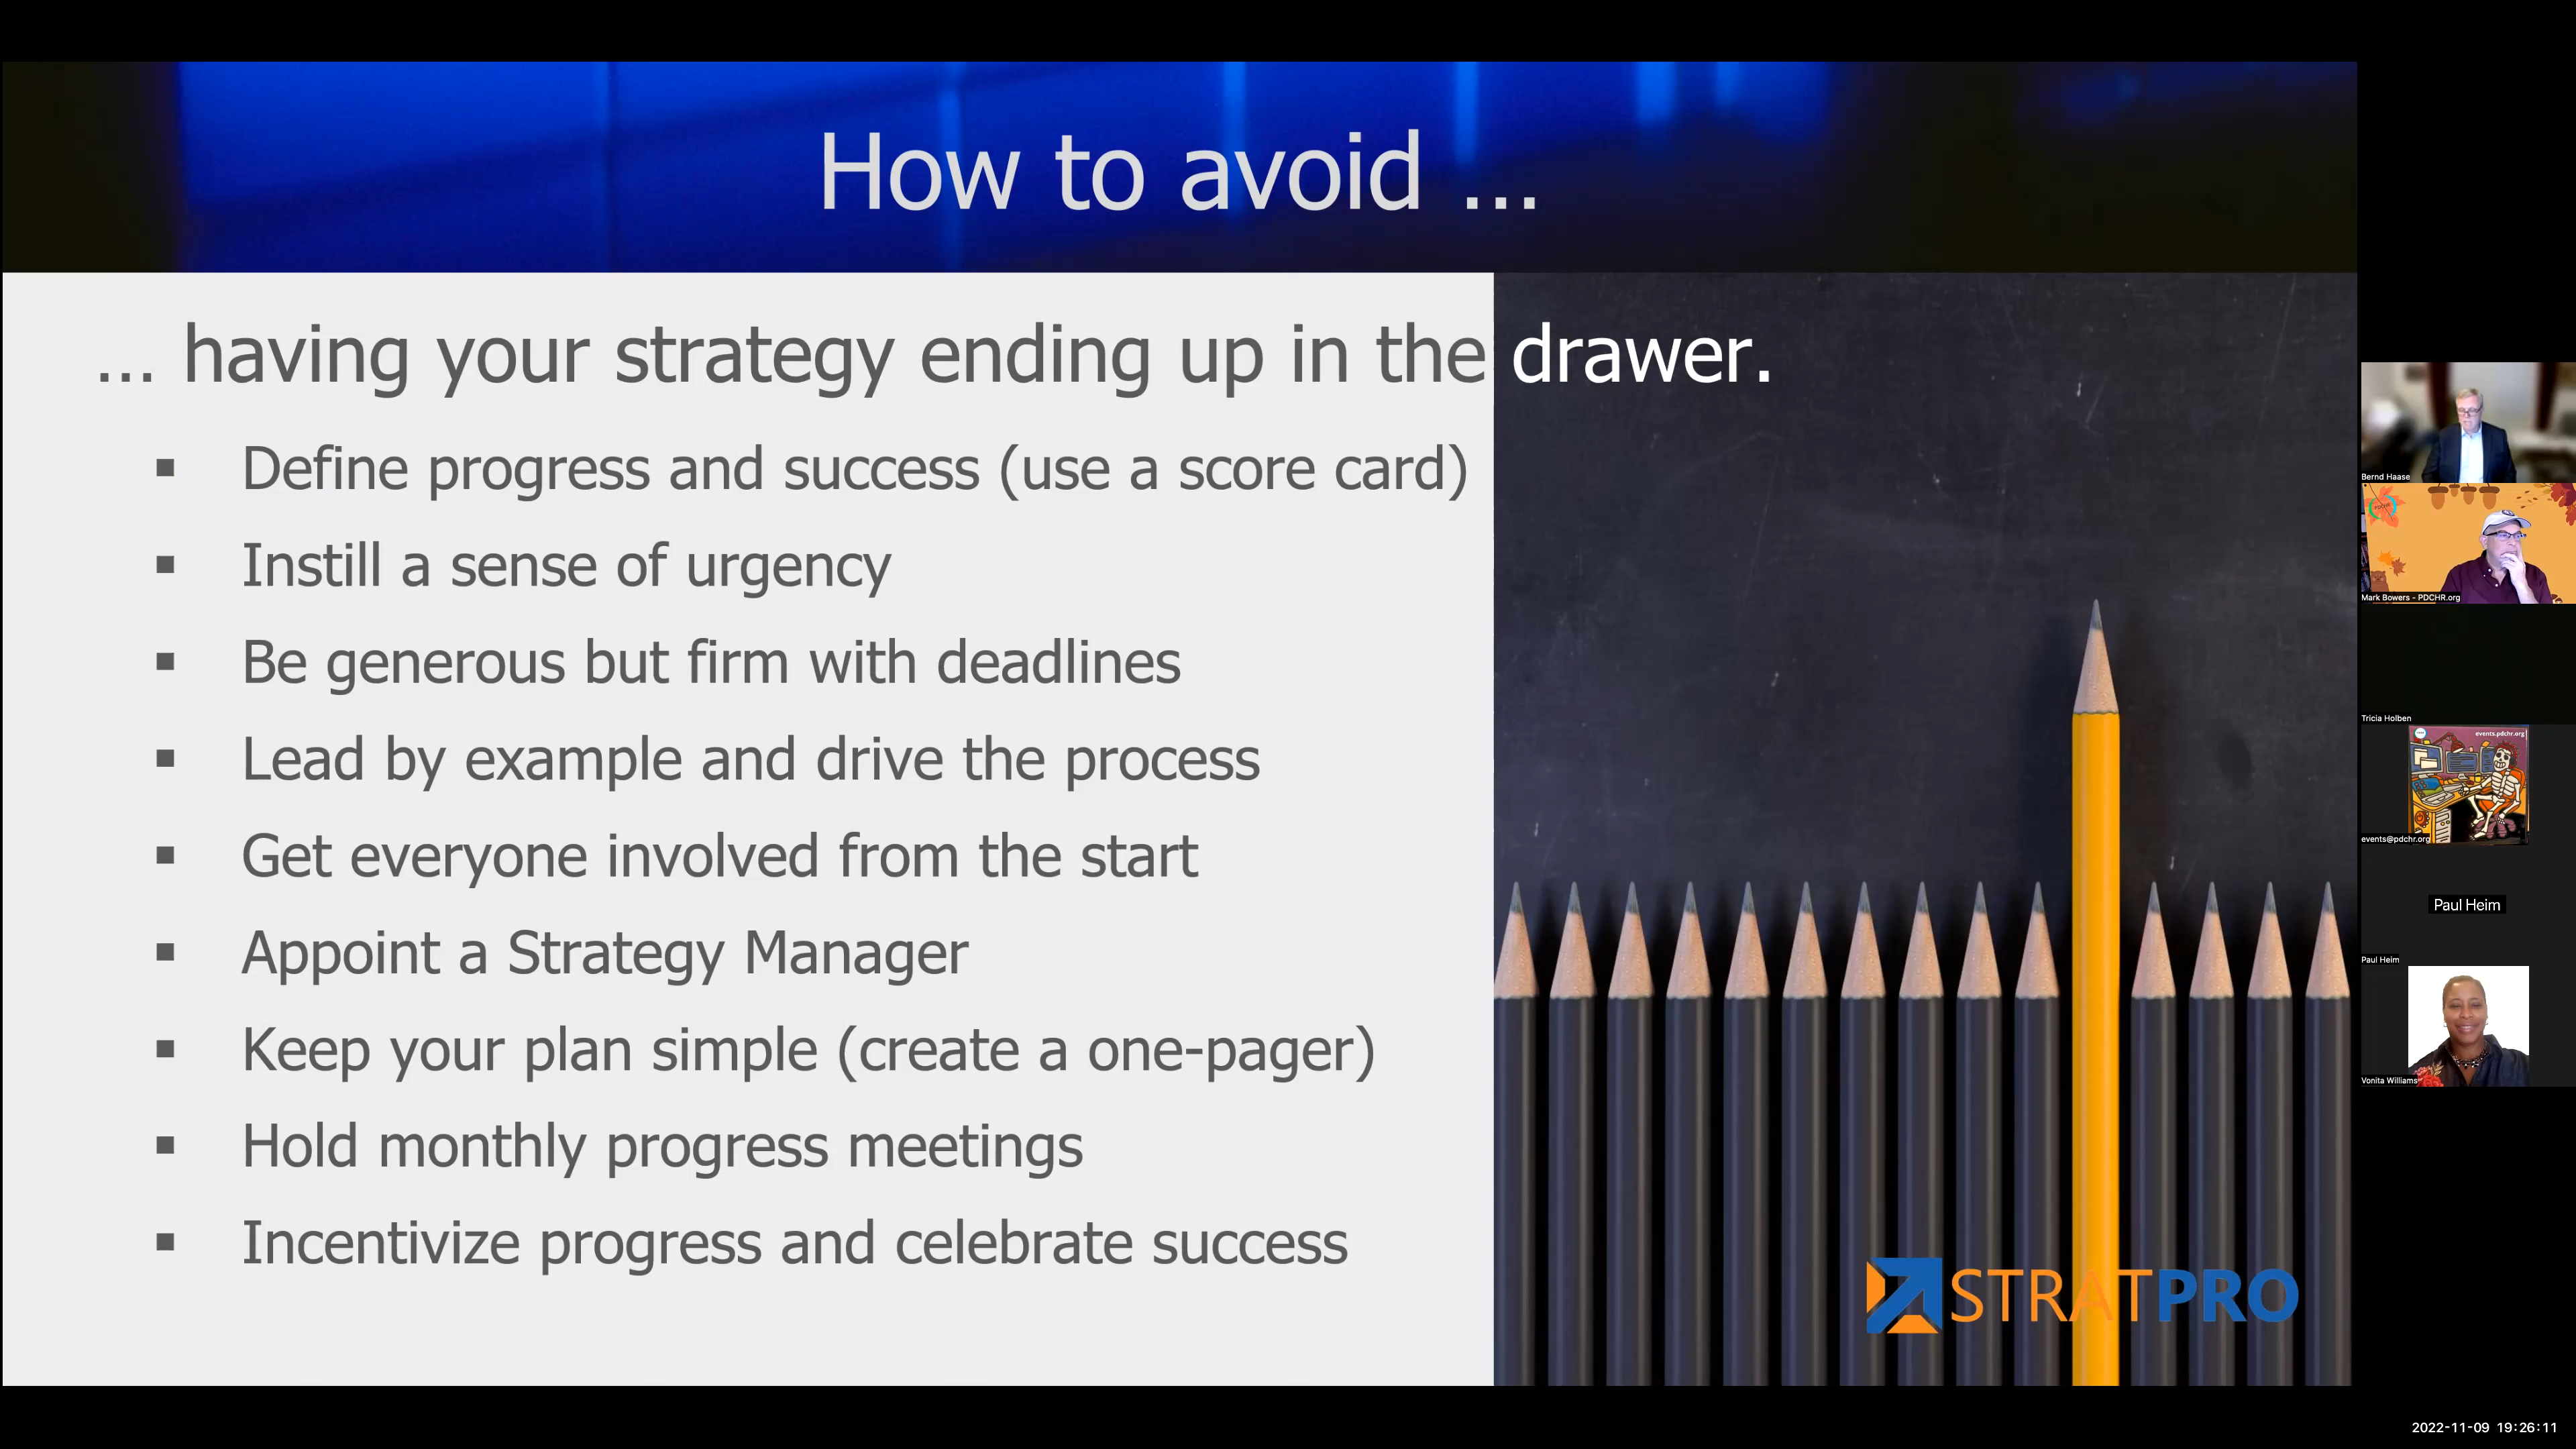 How to avoid ...
... having your strategy ending up in the drawer.
▪ Define progress and success (use a score card)
▪ Instill a sense of urgency
▪ Be generous but firm with deadlines
▪ Lead by example and drive the process
▪ Get everyone involved from the start
▪ Appoint a Strategy Manager
▪ Keep your plan simple (create a one-pager)
▪ Hold monthly progress meetings
▪ Incentivize progress and celebrate success
STRATPRO
Bernd Haase
Mark Bowers - PDCHR.org
Tricia Holben
events.pdchr.org
events@pdchr.org
Paul Heim
Paul Heim
Vonita Williams
2022-11-09 19:26:11